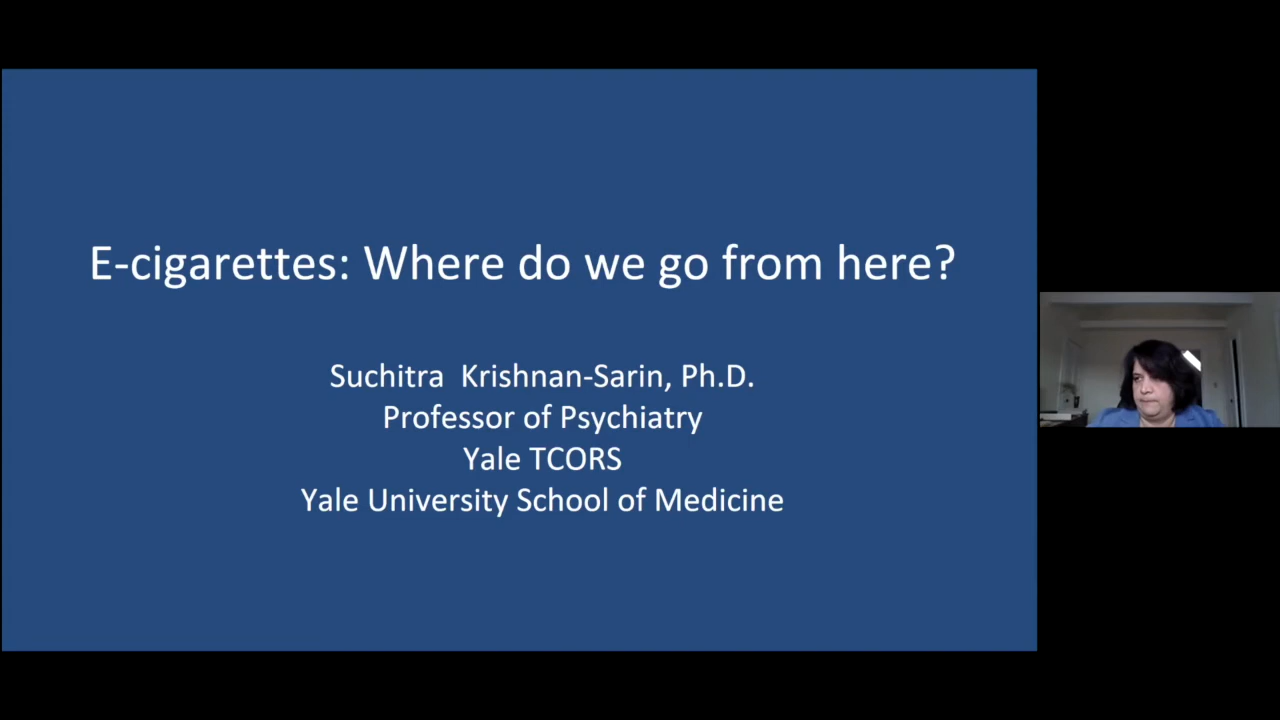 E-cigarettes: Where do we go from here?
Suchitra Krishnan-Sarin, Ph.D.
Professor of Psychiatry
Yale TCORS
Yale University School of Medicine